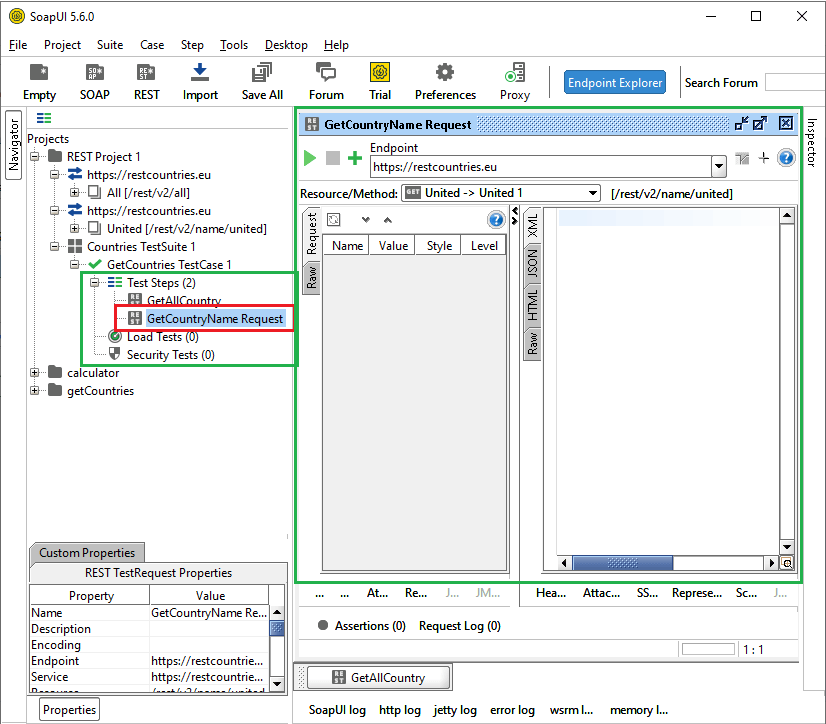 SoapUI 5.6.0
File Project Suite Case Step Tools Desktop Help
Empty SOAP REST Import Save All Forum Trial Preferences Proxy Endpoint Explorer Search Forum
Navigator
Projects
REST Project 1
https://restcountries.eu
All [/rest/v2/all]
https://restcountries.eu
United [/rest/v2/name/united]
Countries TestSuite 1
GetCountries TestCase 1
Test Steps (2)
GetAllCountry
GetCountryName Request
Load Tests (0)
Security Tests (0)
calculator
getCountries
Custom Properties
REST TestRequest Properties
Property Value
Name GetCountryName Re...
Description
Encoding
Endpoint https://restcountrie...
Service https://restcountrie...
Resource /rest/v2/name/united
Properties
GetCountryName Request
Endpoint
https://restcountries.eu
Resource/Method: GET United -> United 1 [/rest/v2/name/united]
Request
Raw
Name Value Style Level
XML
JSON
HTML
Raw
... ... At... Re... J... JM...
Hea... Attac... SS... Represe... Sc... J...
Assertions (0) Request Log (0)
1 : 1
GetAllCountry
SoapUI log http log jetty log error log wsrm l... memory l...
Inspector